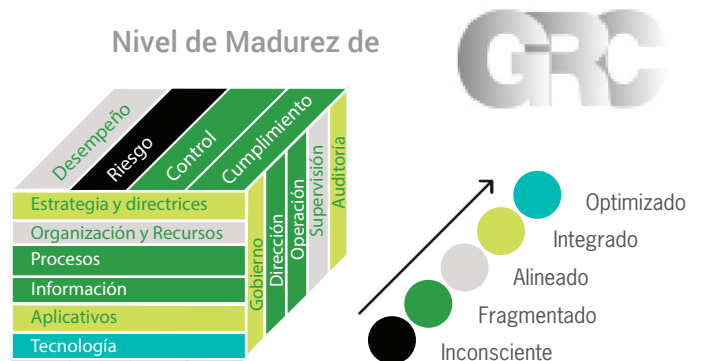 Nivel de Madurez de
GRC
Desempeño
Riesgo
Control
Cumplimiento
Estrategia y directrices
Organización y Recursos
Procesos
Información
Aplicativos
Tecnología
Gobierno
Dirección
Operación
Supervisión
Auditoría
Optimizado
Integrado
Alineado
Fragmentado
Inconsciente